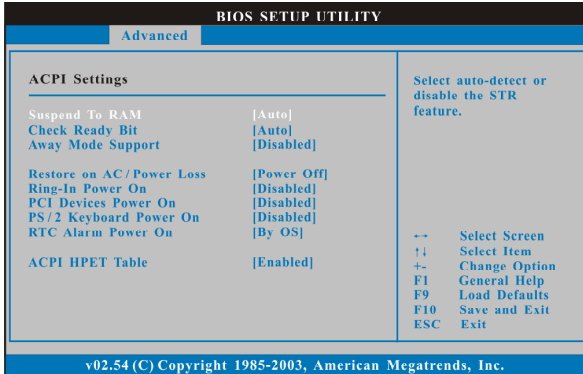 BIOS SETUP UTILITY
Advanced
ACPI Settings
Suspend To RAM [Auto]
Check Ready Bit [Auto]
Away Mode Support [Disabled]
Restore on AC/Power Loss [Power Off]
Ring-In Power On [Disabled]
PCI Devices Power On [Disabled]
PS/2 Keyboard Power On [Disabled]
RTC Alarm Power On [By OS]
ACPI HPET Table [Enabled]
Select auto-detect or
disable the STR
feature.
↔ Select Screen
↑↓ Select Item
+- Change Option
F1 General Help
F9 Load Defaults
F10 Save and Exit
ESC Exit
v02.54 (C) Copyright 1985-2003, American Megatrends, Inc.